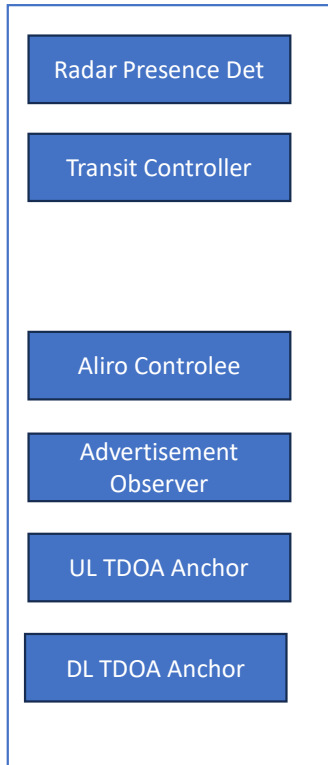 Radar Presence Det
Transit Controller
Aliro Controlee
Advertisement
Observer
UL TDOA Anchor
DL TDOA Anchor